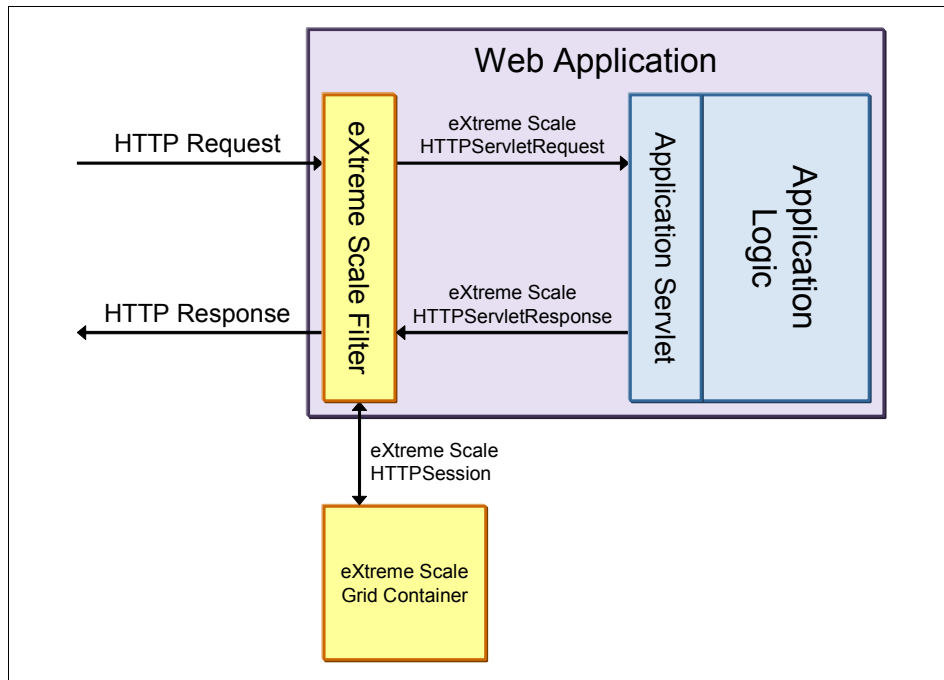 Web Application
HTTP Request
eXtreme Scale Filter
eXtreme Scale
HTTPServletRequest
Application Servlet
Application
Logic
HTTP Response
eXtreme Scale
HTTPServletResponse
eXtreme Scale
HTTPSession
eXtreme Scale
Grid Container